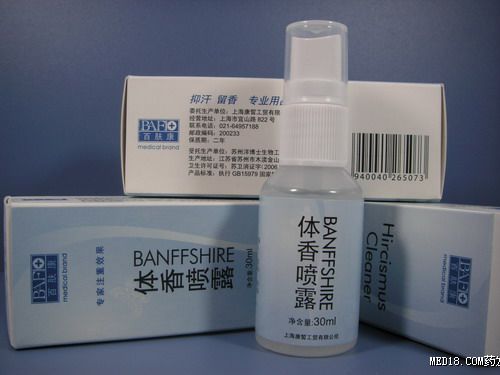 抑汗 留香 专业用
委托生产单位：上海康皙工贸有限
经营地址：上海市宜山路 822 号
联系电话：021-64957188
邮政编码：200233
保质期：二年
受托生产单位：苏州洋博士生物工
生产地址：江苏省苏州市木渎金山
卫生许可证号：苏卫消证字(2006
产品标准：执行 GB15979 国家
BAF
百肤康
medical brand
940040 265073
BAF
百肤康
medical brand
专家注重效果
BANFFSHIRE
体香喷露
30ml
BANFFSHIRE
体香喷露
净含量:30ml
上海康皙工贸有限公司
Hircismus
Cleaner
BAF
百肤康
medical brand
MED18.COM药